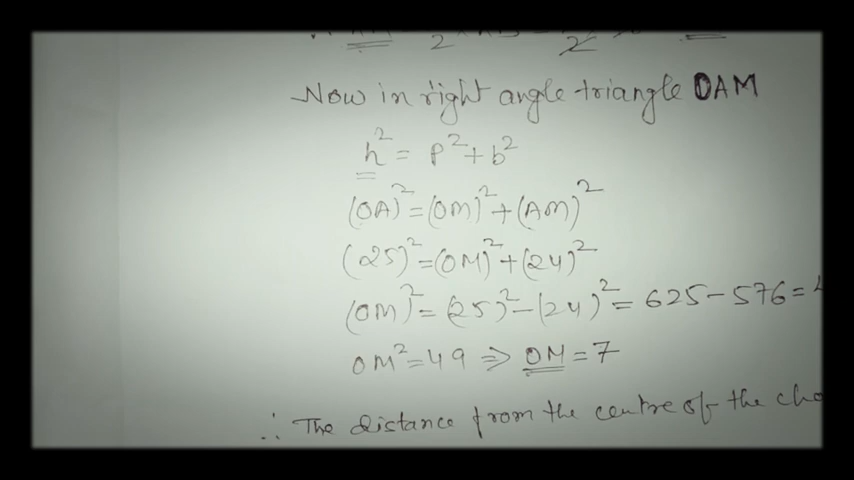 Now in right angle triangle OAM
h² = p² + b²
(OA)² = (OM)² + (AM)²
(25)² = (OM)² + (24)²
(OM)² = (25)² - (24)² = 625 - 576 =
OM² = 49 ⇒ OM = 7
∴ The distance from the centre of the